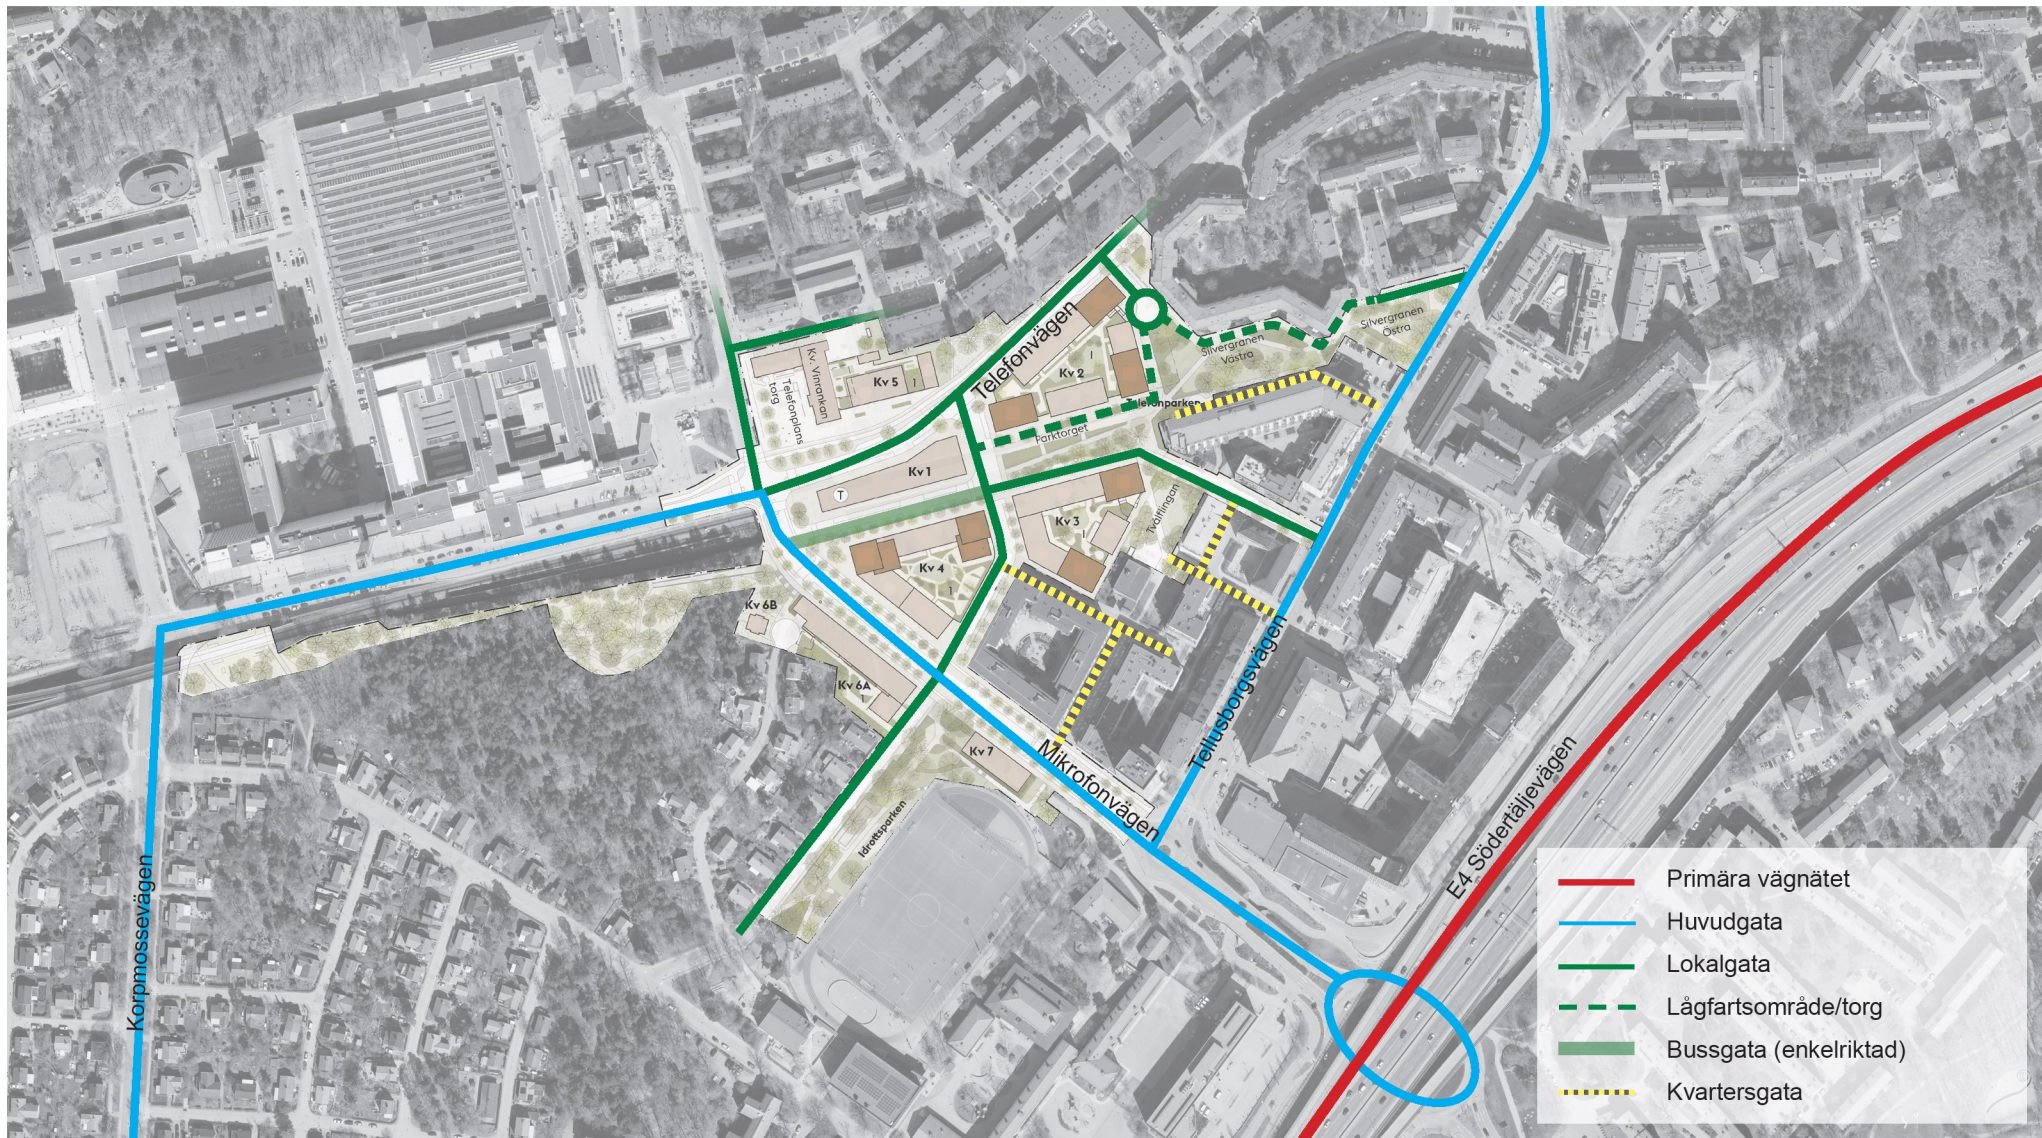 Telefonvägen
Silvergranen
Östra
Silvergranen
Västra
Kv. Vinrankan
Telefonplans
torg
Kv 5
Kv 2
Telefonparken
Parktorget
Kv 1
T
Kv 3
Tvålflingan
Kv 4
Kv 6B
Kv 6A
Kv 7
Idrottsparken
Mikrofonvägen
Tellusborgsvägen
E4 Södertäljevägen
Korpmossevägen
Primära vägnätet
Huvudgata
Lokalgata
Lågfartsområde/torg
Bussgata (enkelriktad)
Kvartersgata